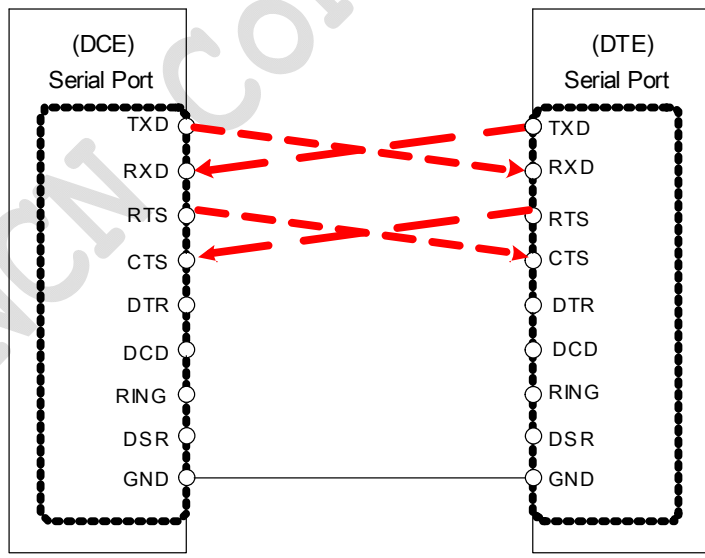 (DCE)
Serial Port
TXD
RXD
RTS
CTS
DTR
DCD
RING
DSR
GND
(DTE)
Serial Port
TXD
RXD
RTS
CTS
DTR
DCD
RING
DSR
GND